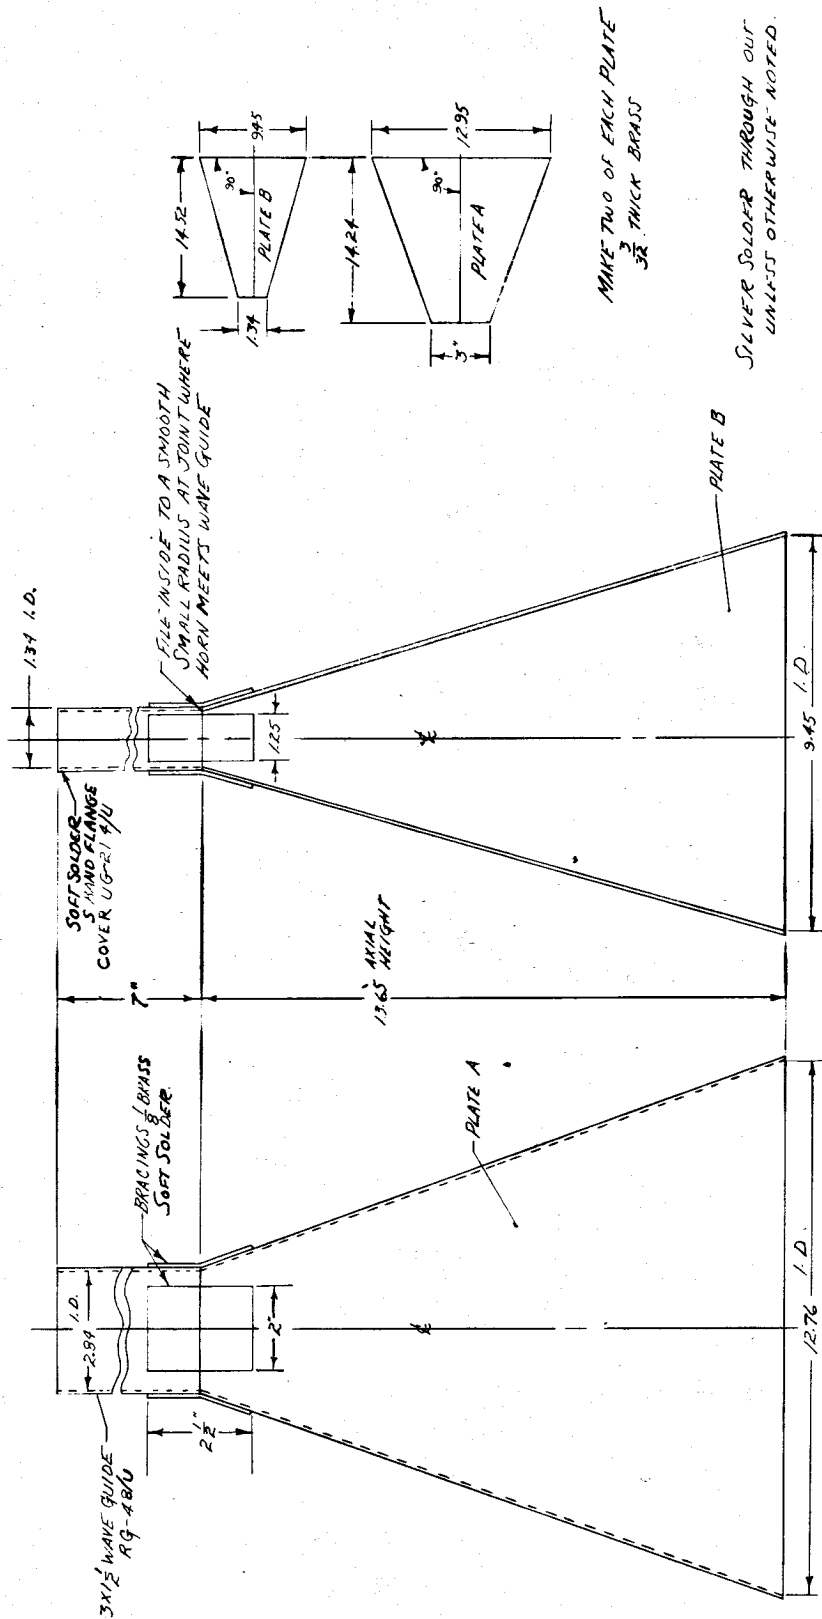 3X1 1/2 WAVE GUIDE
RG-48/U
2.84 I.D.
BRACINGS 1/8 BRASS
SOFT SOLDER.
2 1/2"
2"
℄
PLATE A
12.76 I.D.
7"
13.65 AXIAL
HEIGHT
1.34 I.D.
SOFT SOLDER
S BAND FLANGE
COVER UG-214/U
FILE INSIDE TO A SMOOTH
SMALL RADIUS AT JOINT WHERE
HORN MEETS WAVE GUIDE
1.25
℄
PLATE B
9.45 I.D.
14.52
1.34
90°
PLATE B
9.45
14.24
3"
90°
PLATE A
12.95
MAKE TWO OF EACH PLATE
3/32 THICK BRASS
SILVER SOLDER THROUGH OUT
UNLESS OTHERWISE NOTED.